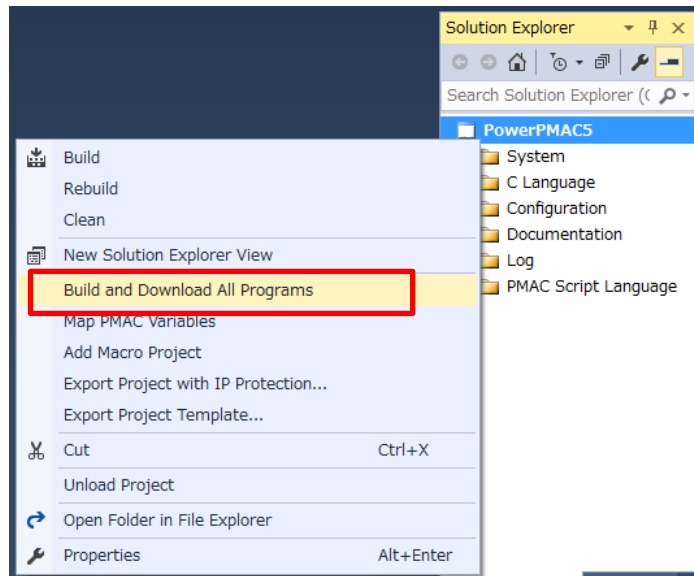 Solution Explorer
Search Solution Explorer ((
PowerPMAC5
System
C Language
Configuration
Documentation
Log
PMAC Script Language
Build
Rebuild
Clean
New Solution Explorer View
Build and Download All Programs
Map PMAC Variables
Add Macro Project
Export Project with IP Protection...
Export Project Template...
Cut Ctrl+X
Unload Project
Open Folder in File Explorer
Properties Alt+Enter